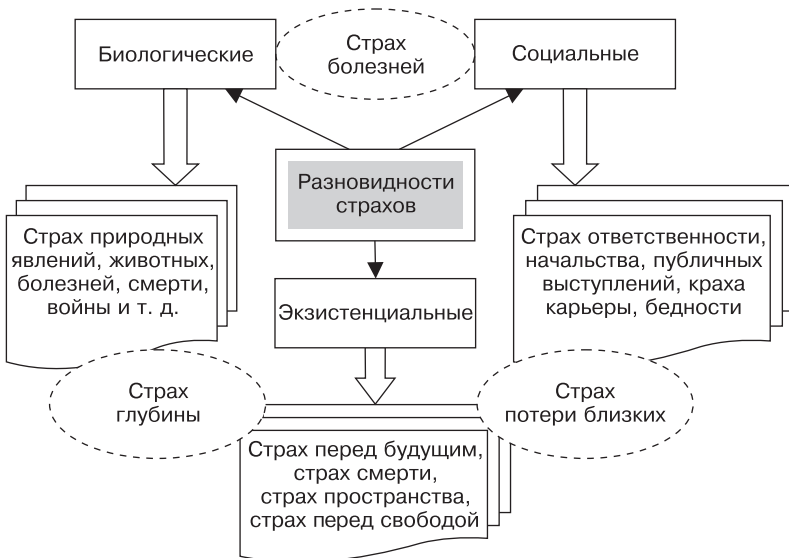 Биологические
Страх
болезней
Социальные
Разновидности
страхов
Страх природных
явлений, животных,
болезней, смерти,
войны и т. д.
Экзистенциальные
Страх ответственности,
начальства, публичных
выступлений, краха
карьеры, бедности
Страх
глубины
Страх
потери близких
Страх перед будущим,
страх смерти,
страх пространства,
страх перед свободой